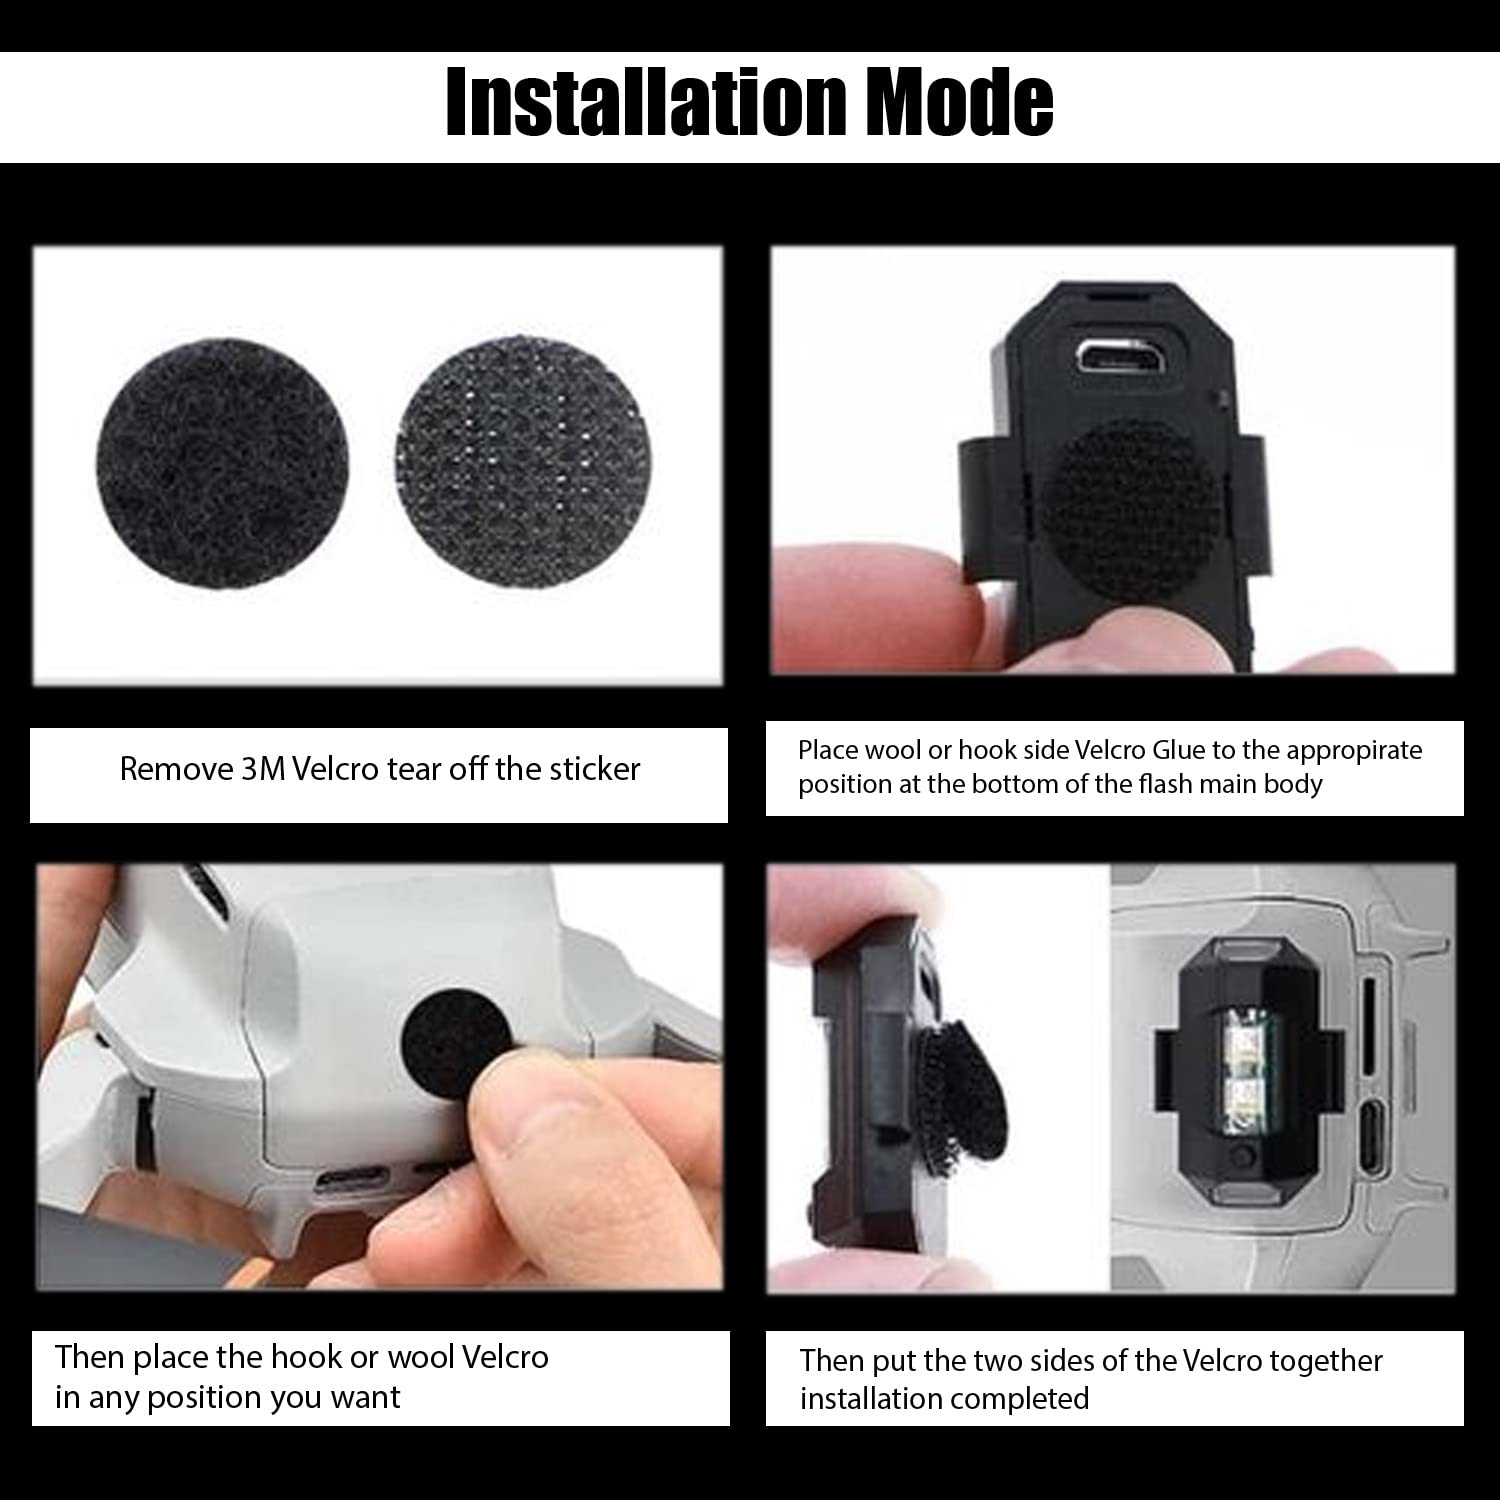 Installation Mode
Remove 3M Velcro tear off the sticker
Place wool or hook side Velcro Glue to the appropirate
position at the bottom of the flash main body
Then place the hook or wool Velcro
in any position you want
Then put the two sides of the Velcro together
installation completed